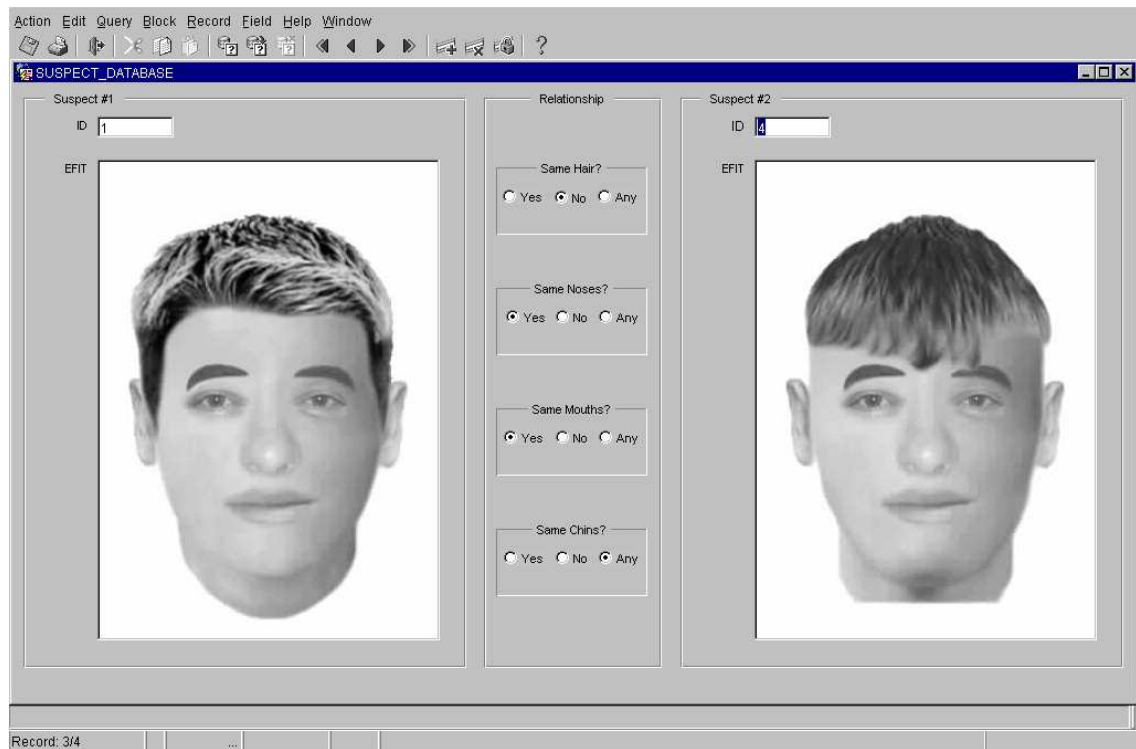 Action Edit Query Block Record Field Help Window
SUSPECT_DATABASE
Suspect #1
ID 1
EFIT
Relationship
Same Hair?
Yes No Any
Same Noses?
Yes No Any
Same Mouths?
Yes No Any
Same Chins?
Yes No Any
Suspect #2
ID 4
EFIT
Record: 3/4 ...